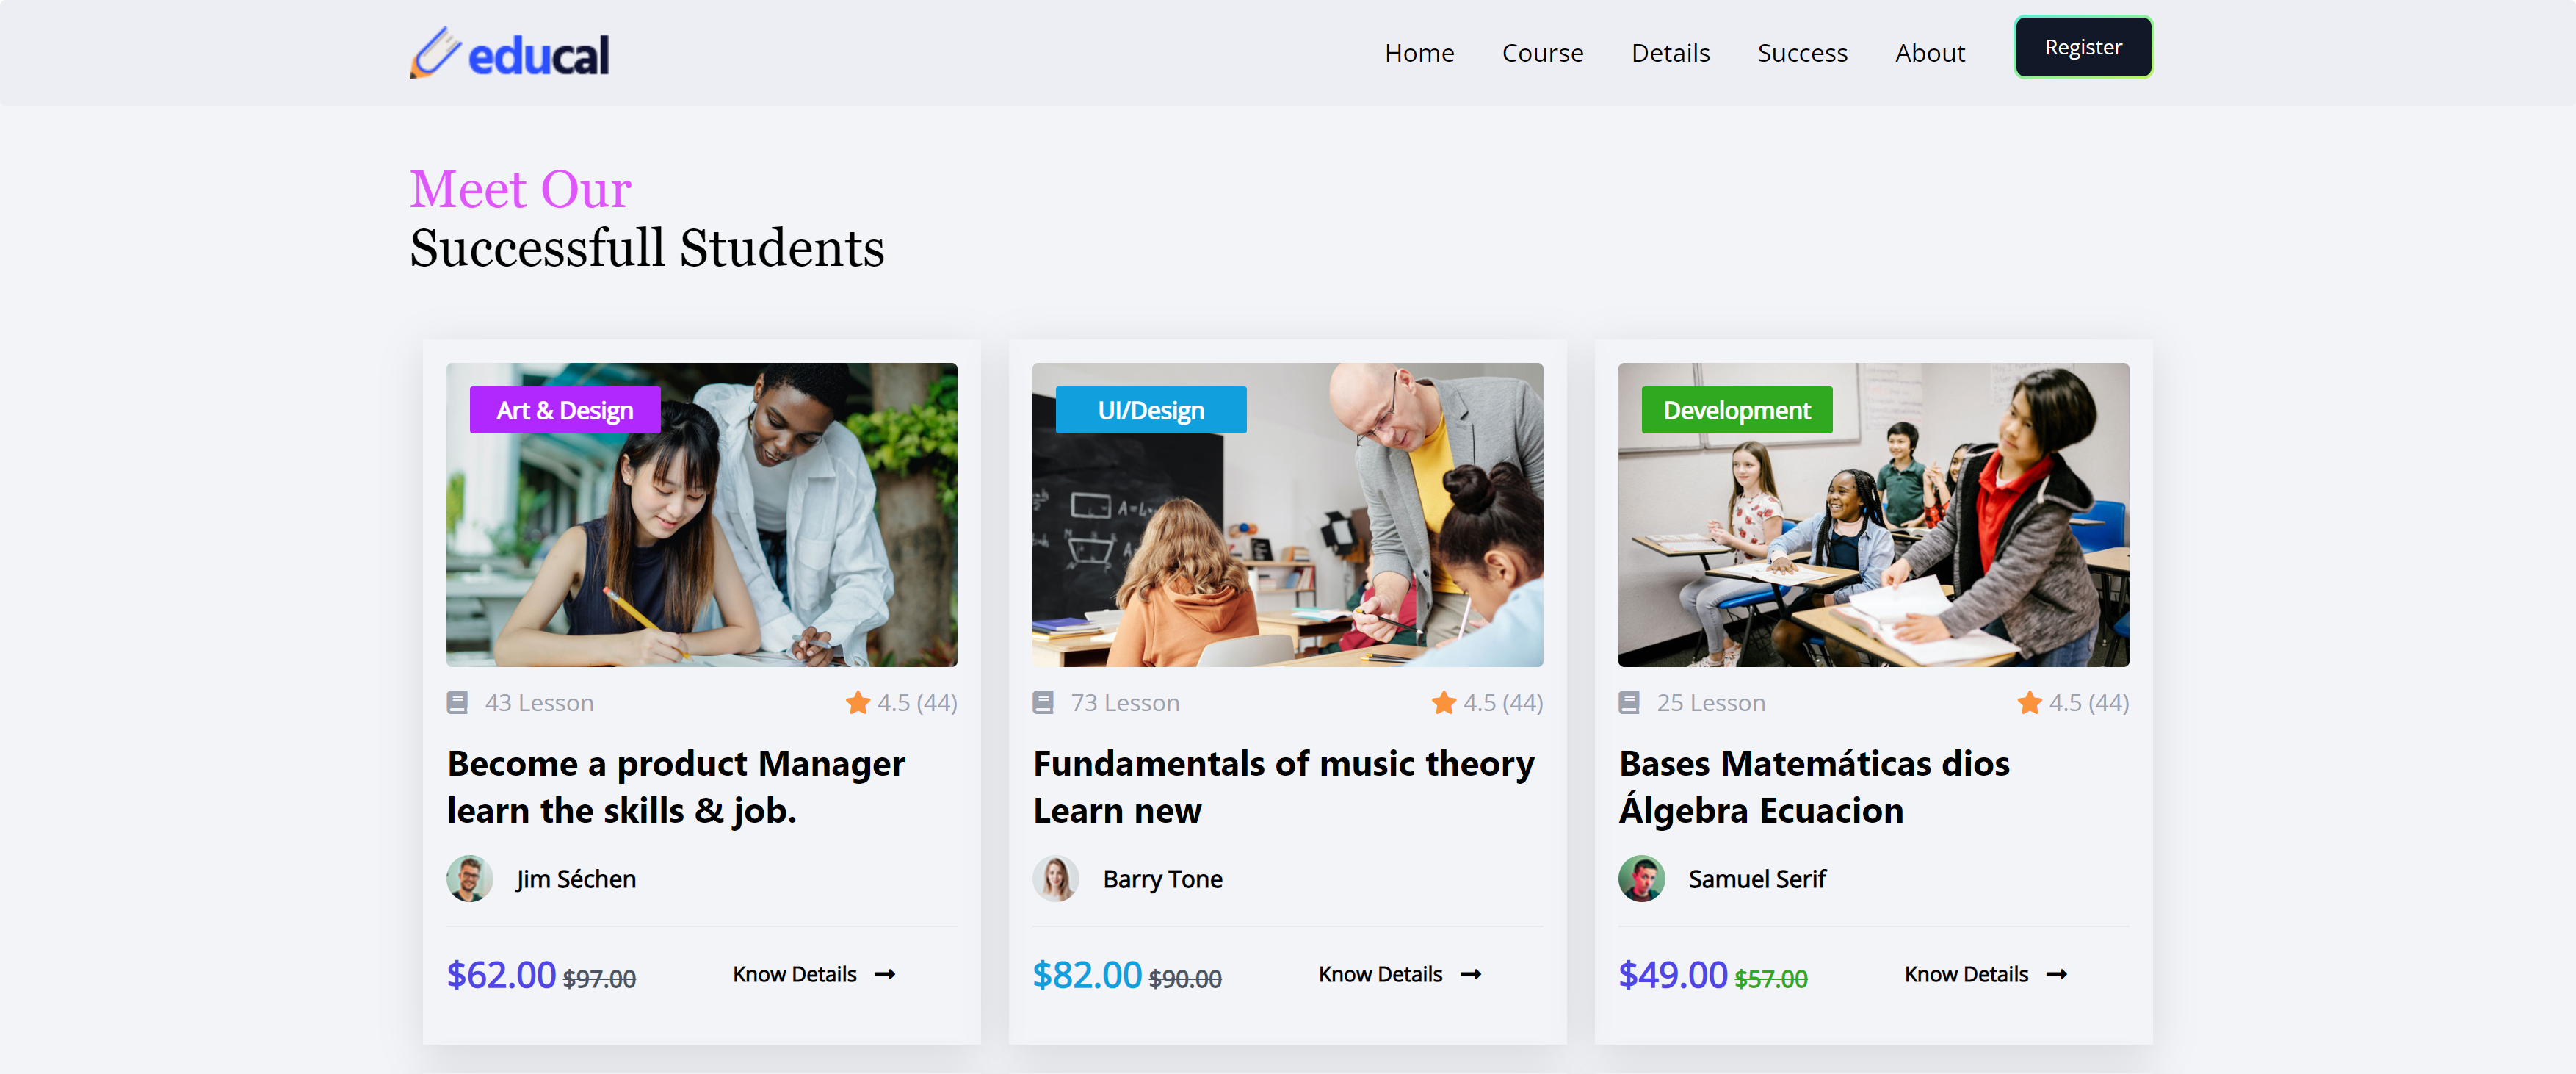 educal
Home Course Details Success About Register
Meet Our
Successfull Students
Art & Design
43 Lesson 4.5 (44)
Become a product Manager
learn the skills & job.
Jim Séchen
$62.00 $97.00 Know Details
UI/Design
73 Lesson 4.5 (44)
Fundamentals of music theory
Learn new
Barry Tone
$82.00 $90.00 Know Details
Development
25 Lesson 4.5 (44)
Bases Matemáticas dios
Álgebra Ecuacion
Samuel Serif
$49.00 $57.00 Know Details